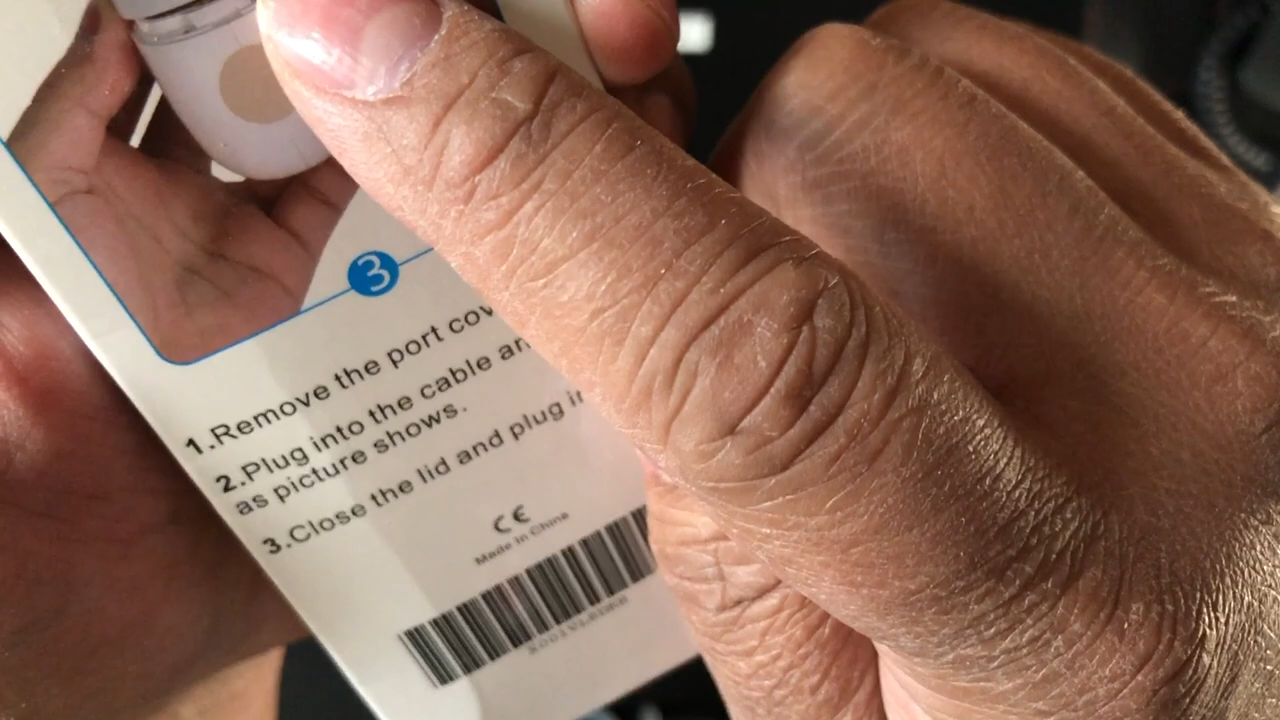 3
1.Remove the port cov
2.Plug into the cable an
as picture shows.
3.Close the lid and plug in
CE
Made in China